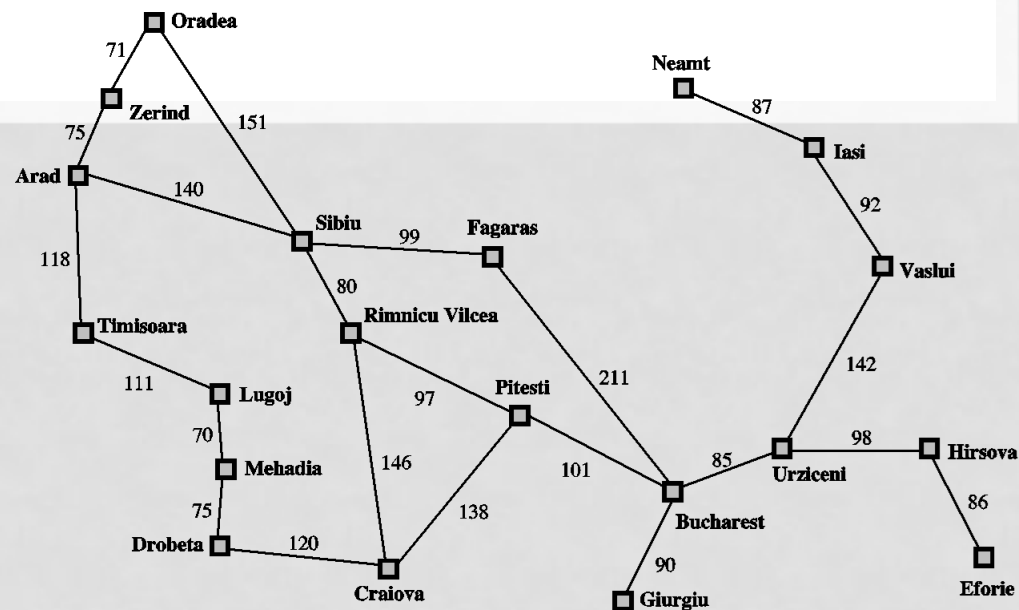 Oradea
71
Neamt
Zerind
87
151
75
Iasi
Arad
140
92
Sibiu
Fagaras
99
118
Vaslui
80
Timisoara
Rimnicu Vilcea
142
111
Pitesti
211
Lugoj
97
70
98
Hirsova
146
101
85
Mehadia
Urziceni
86
75
138
Bucharest
Drobeta
120
90
Craiova
Eforie
Giurgiu